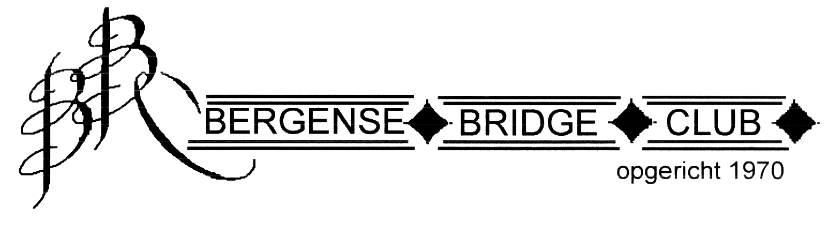 BERGENSE BRIDGE CLUB
opgericht 1970